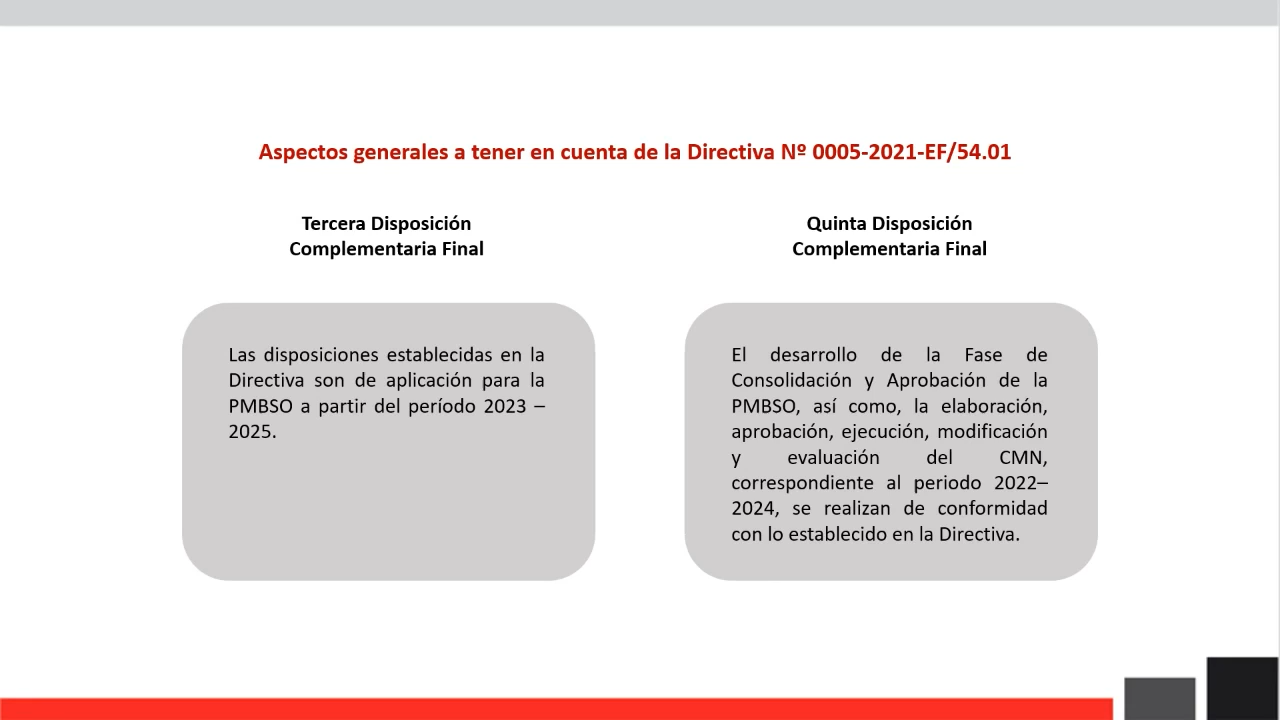 Aspectos generales a tener en cuenta de la Directiva Nº 0005-2021-EF/54.01
Tercera Disposición
Complementaria Final
Las disposiciones establecidas en la
Directiva son de aplicación para la
PMBSO a partir del período 2023 –
2025.
Quinta Disposición
Complementaria Final
El desarrollo de la Fase de
Consolidación y Aprobación de la
PMBSO, así como, la elaboración,
aprobación, ejecución, modificación
y evaluación del CMN,
correspondiente al periodo 2022–
2024, se realizan de conformidad
con lo establecido en la Directiva.